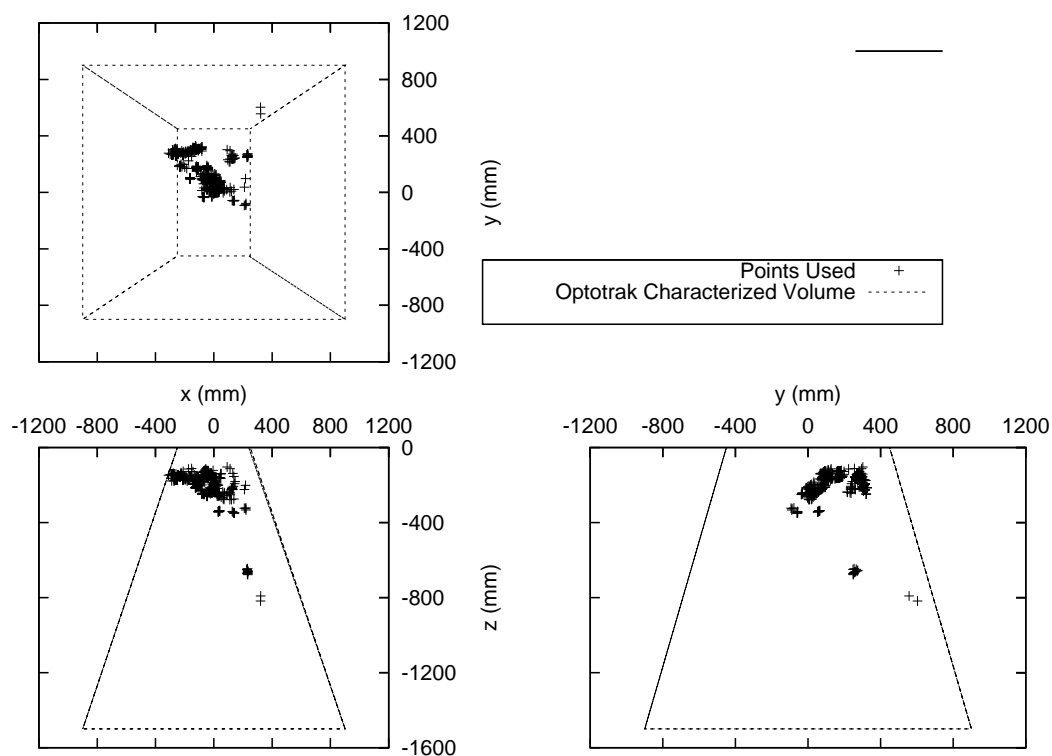 1200
800
400
0
-400
-800
-1200
y (mm)
Points Used
Optotrak Characterized Volume
x (mm)
-1200 -800 -400 0 400 800 1200
y (mm)
-1200 -800 -400 0 400 800 1200
0
-400
-800
-1200
-1600
z (mm)